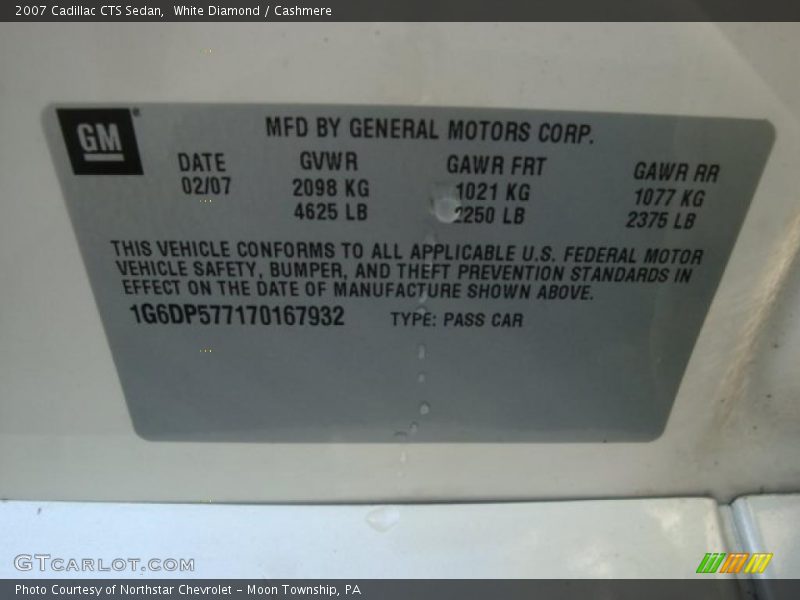 2007 Cadillac CTS Sedan,  White Diamond / Cashmere
GM
MFD BY GENERAL MOTORS CORP.
DATE GVWR GAWR FRT GAWR RR
02/07 2098 KG 1021 KG 1077 KG
4625 LB 2250 LB 2375 LB
THIS VEHICLE CONFORMS TO ALL APPLICABLE U.S. FEDERAL MOTOR
VEHICLE SAFETY, BUMPER, AND THEFT PREVENTION STANDARDS IN
EFFECT ON THE DATE OF MANUFACTURE SHOWN ABOVE.
1G6DP577170167932 TYPE: PASS CAR
GTCARLOT.COM
Photo Courtesy of Northstar Chevrolet - Moon Township, PA